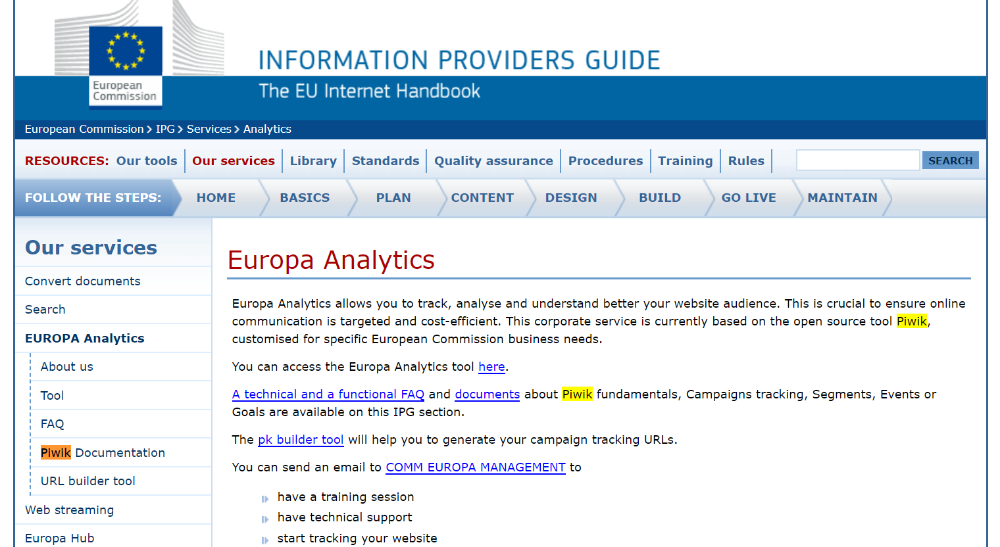 INFORMATION PROVIDERS GUIDE
European
Commission
The EU Internet Handbook
European Commission > IPG > Services > Analytics
RESOURCES: Our tools Our services Library Standards Quality assurance Procedures Training Rules SEARCH
FOLLOW THE STEPS: HOME BASICS PLAN CONTENT DESIGN BUILD GO LIVE MAINTAIN
Our services
Convert documents
Search
EUROPA Analytics
About us
Tool
FAQ
Piwik Documentation
URL builder tool
Web streaming
Europa Hub
Europa Analytics
Europa Analytics allows you to track, analyse and understand better your website audience. This is crucial to ensure online
communication is targeted and cost-efficient. This corporate service is currently based on the open source tool Piwik,
customised for specific European Commission business needs.
You can access the Europa Analytics tool here.
A technical and a functional FAQ and documents about Piwik fundamentals, Campaigns tracking, Segments, Events or
Goals are available on this IPG section.
The pk builder tool will help you to generate your campaign tracking URLs.
You can send an email to COMM EUROPA MANAGEMENT to
have a training session
have technical support
start tracking your website